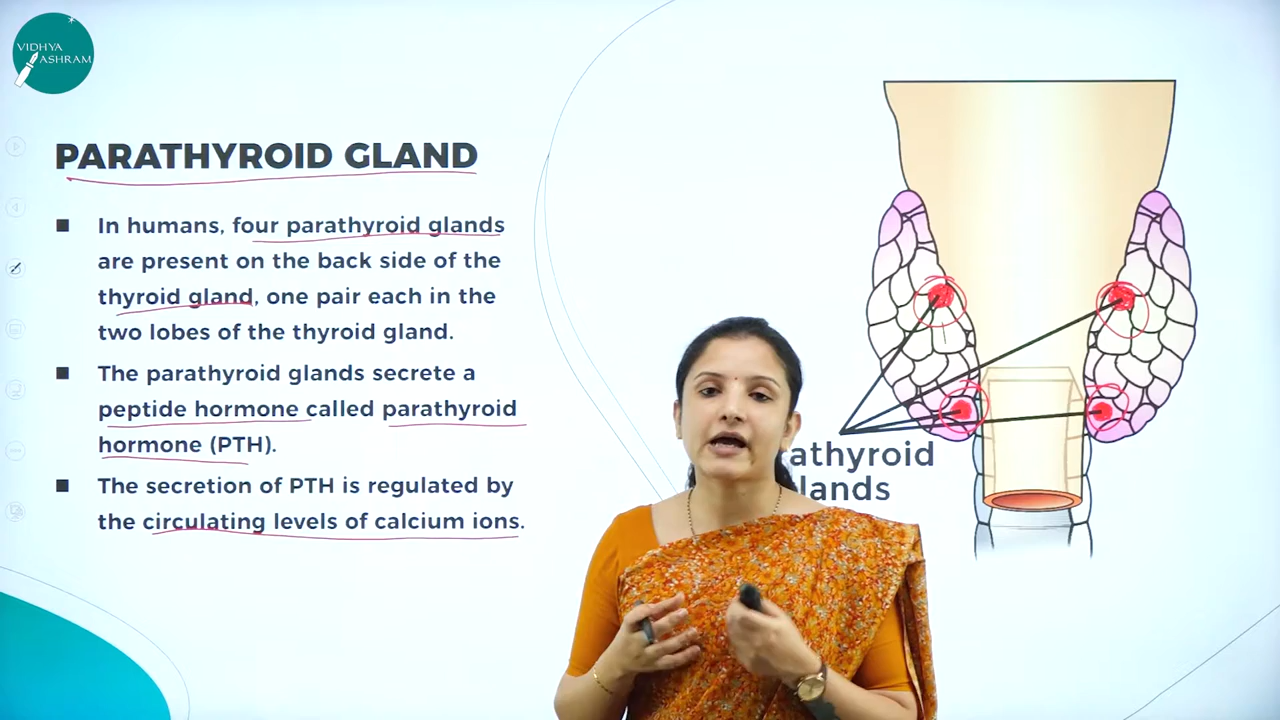 VIDHYA
ASHRAM
PARATHYROID GLAND
In humans, four parathyroid glands
are present on the back side of the
thyroid gland, one pair each in the
two lobes of the thyroid gland.
The parathyroid glands secrete a
peptide hormone called parathyroid
hormone (PTH).
The secretion of PTH is regulated by
the circulating levels of calcium ions.
athyroid
lands